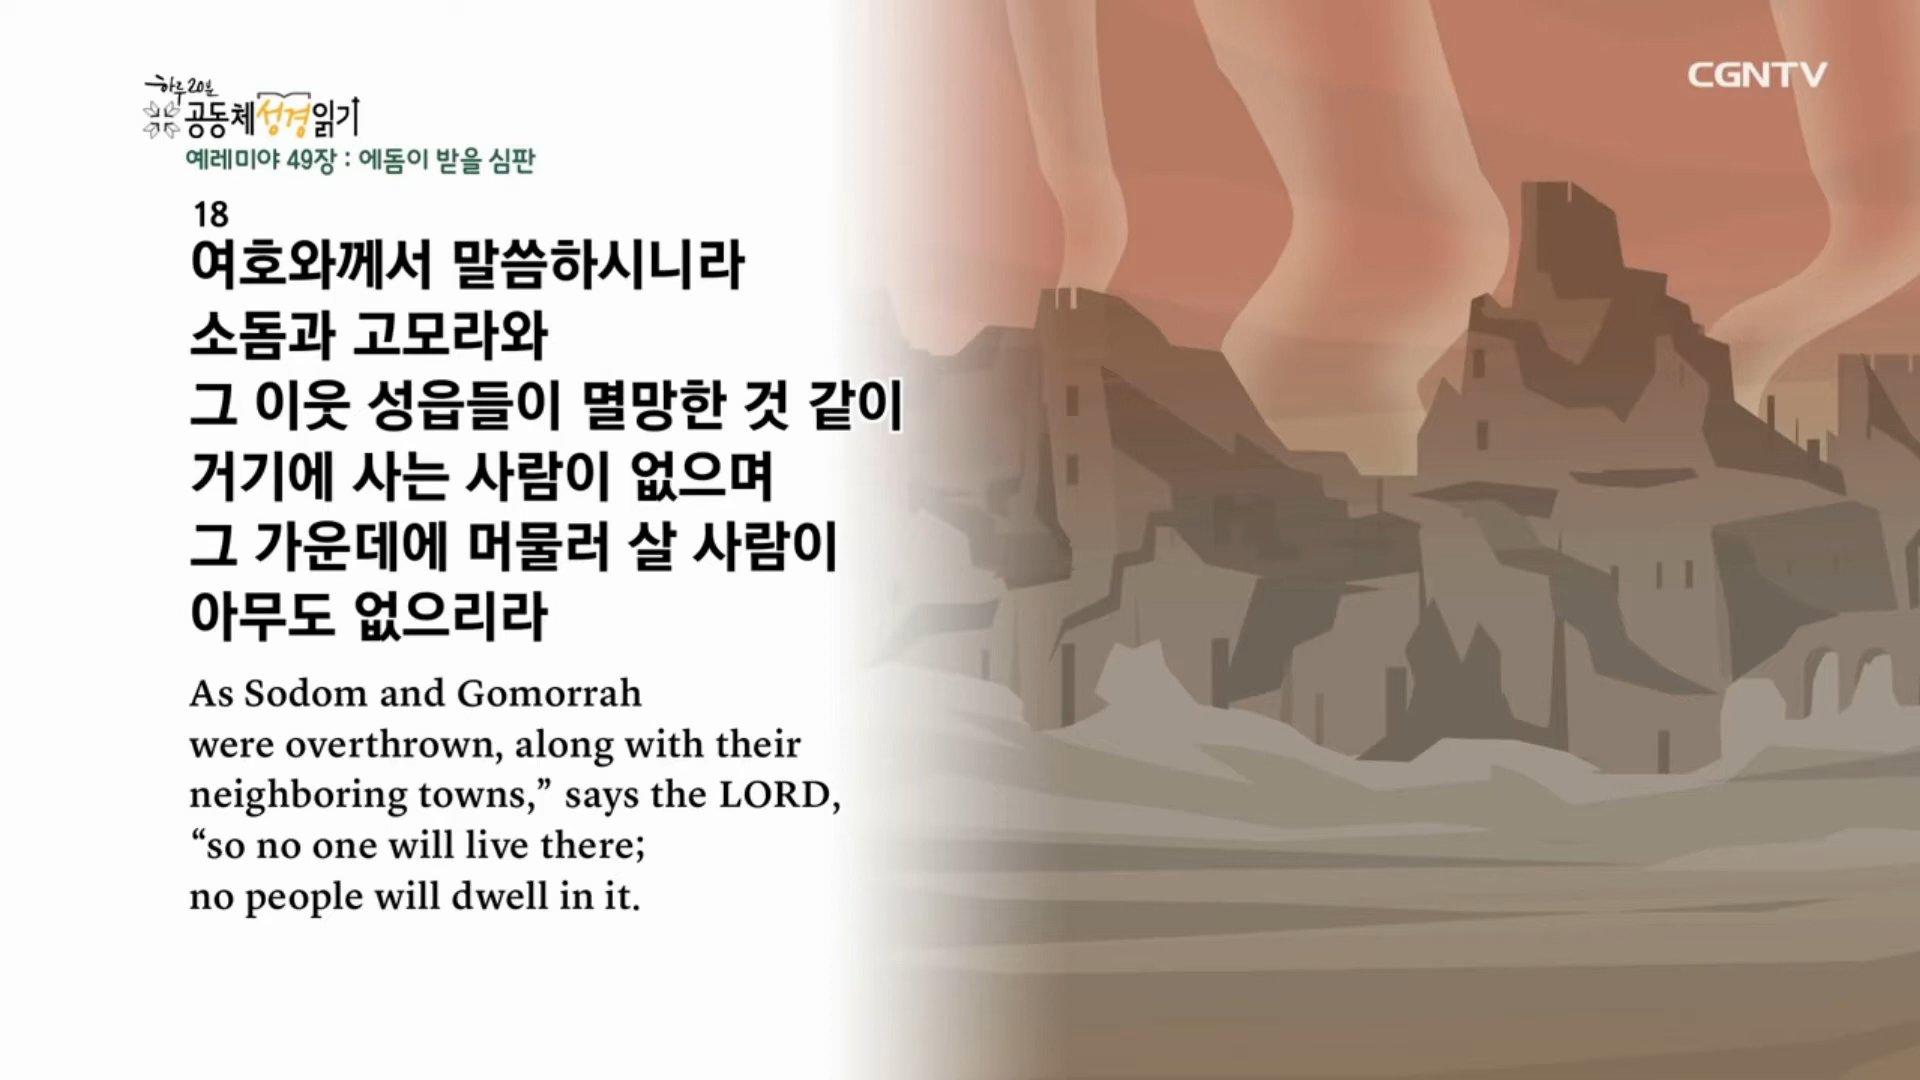 하루 20분
공동체성경읽기
CGNTV
예레미야 49장 : 에돔이 받을 심판
18
여호와께서 말씀하시니라
소돔과 고모라와
그 이웃 성읍들이 멸망한 것 같이
거기에 사는 사람이 없으며
그 가운데에 머물러 살 사람이
아무도 없으리라
As Sodom and Gomorrah
were overthrown, along with their
neighboring towns,” says the LORD,
“so no one will live there;
no people will dwell in it.